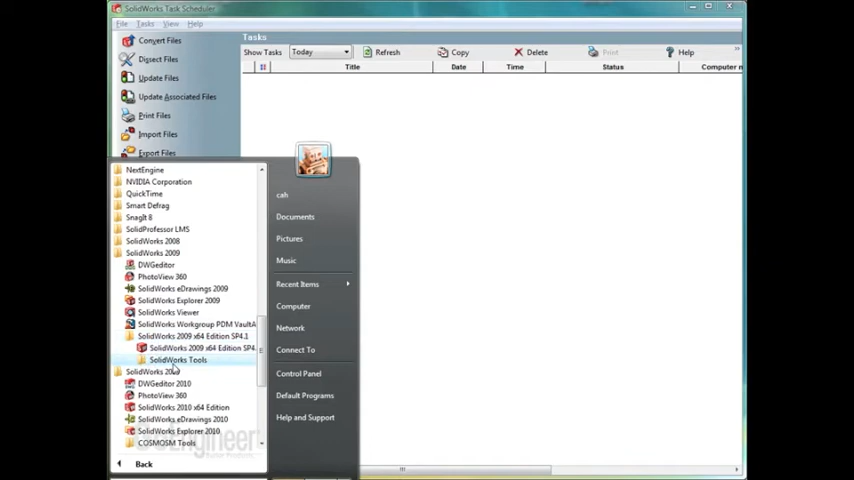 SolidWorks Task Scheduler
File Tasks View Help
Convert Files
Dissect Files
Update Files
Update Associated Files
Print Files
Import Files
Export Files
Tasks
Show Tasks Today Refresh Copy Delete Print Help
Title Date Time Status Computer n
NextEngine
NVIDIA Corporation
QuickTime
Smart Defrag
SnagIt 8
SolidProfessor LMS
SolidWorks 2008
SolidWorks 2009
DWGeditor
PhotoView 360
SolidWorks eDrawings 2009
SolidWorks Explorer 2009
SolidWorks Viewer
SolidWorks Workgroup PDM VaultA
SolidWorks 2009 x64 Edition SP4.1
SolidWorks 2009 x64 Edition SP4.
SolidWorks Tools
SolidWorks
DWGeditor 2010
PhotoView 360
SolidWorks 2010 x64 Edition
SolidWorks eDrawings 2010
SolidWorks Explorer 2010
COSMOSM Tools
Back
cah
Documents
Pictures
Music
Recent Items
Computer
Network
Connect To
Control Panel
Default Programs
Help and Support